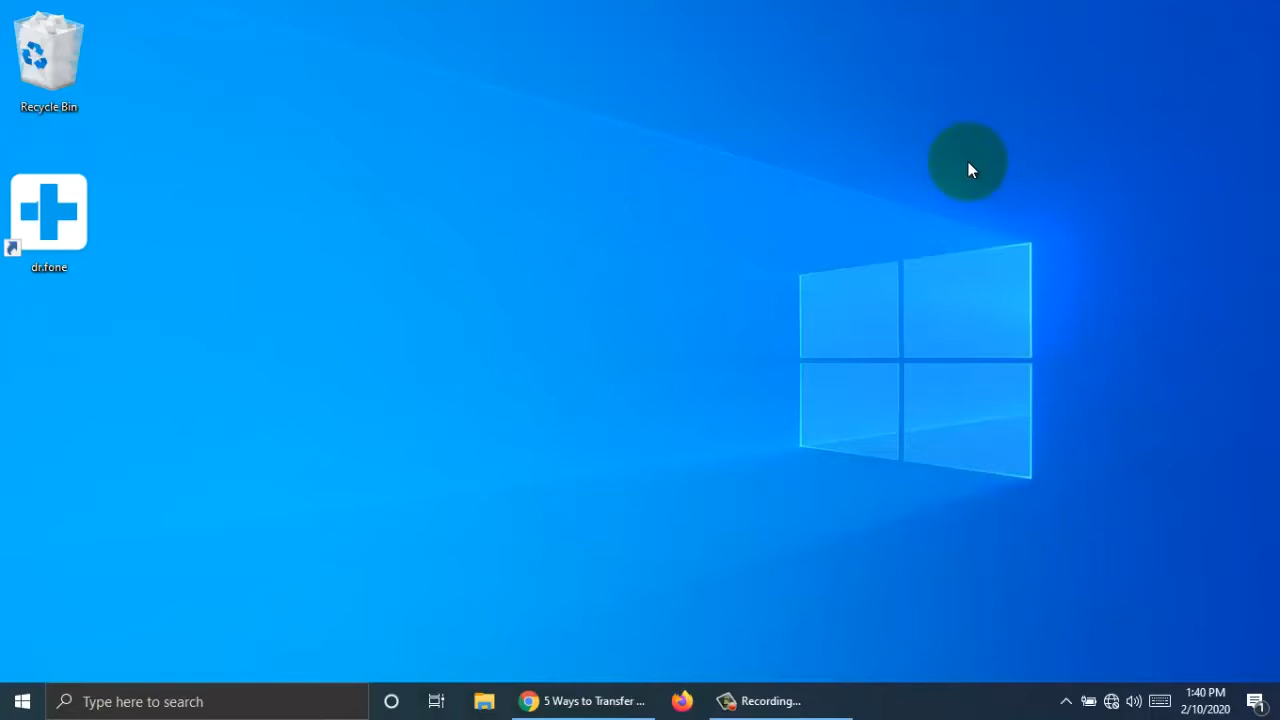 Recycle Bin
dr.fone
Type here to search
5 Ways to Transfer ...
Recording...
1:40 PM
2/10/2020
1